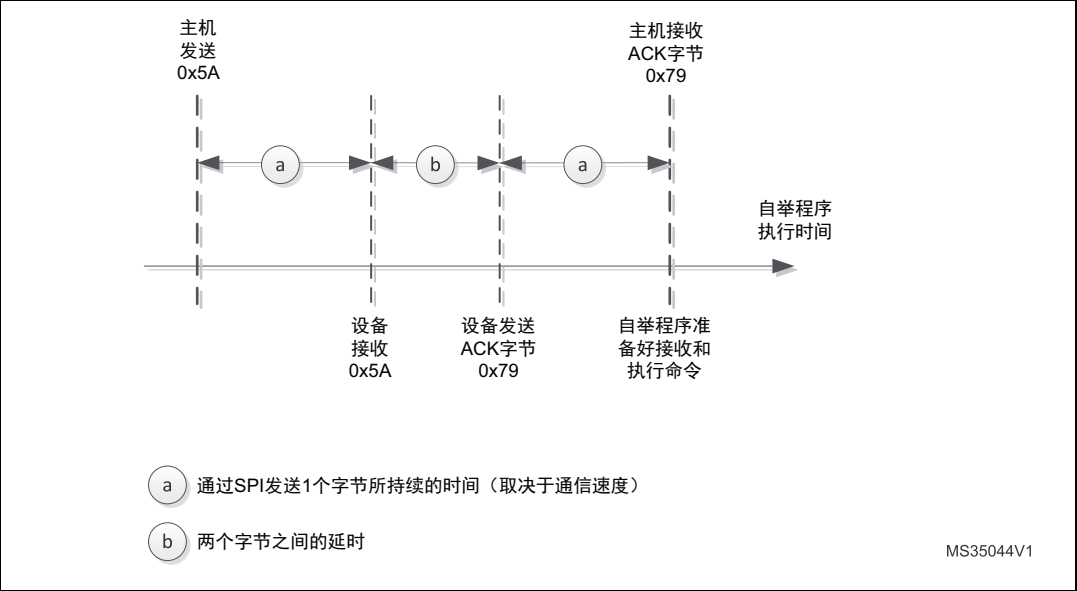 主机
发送
0x5A
主机接收
ACK字节
0x79
a
b
a
自举程序
执行时间
设备
接收
0x5A
设备发送
ACK字节
0x79
自举程序准
备好接收和
执行命令
a 通过SPI发送1个字节所持续的时间（取决于通信速度）
b 两个字节之间的延时
MS35044V1